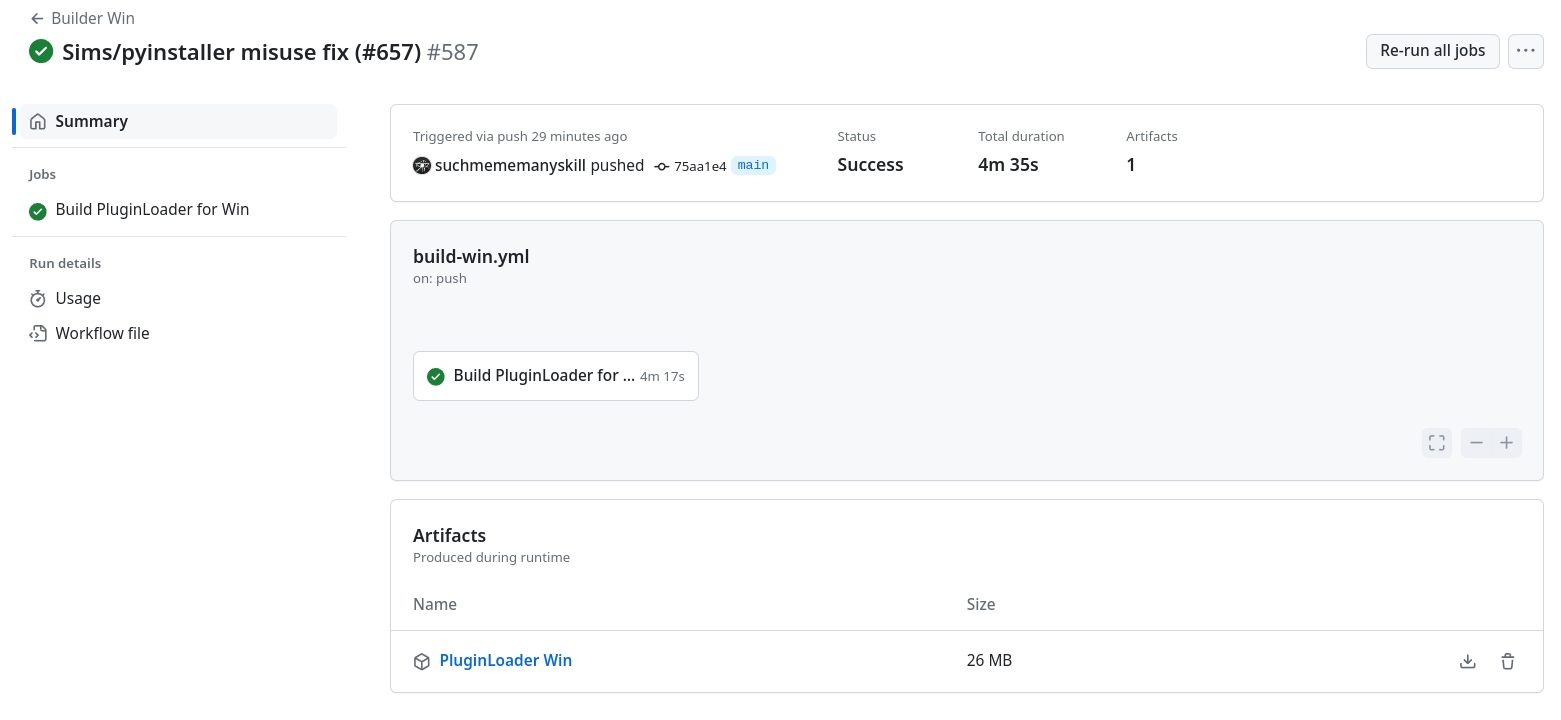 Builder Win
Sims/pyinstaller misuse fix (#657) #587
Re-run all jobs
Summary
Jobs
Build PluginLoader for Win
Run details
Usage
Workflow file
Triggered via push 29 minutes ago
suchmememanyskill pushed 75aa1e4 main
Status
Success
Total duration
4m 35s
Artifacts
1
build-win.yml
on: push
Build PluginLoader for ... 4m 17s
Artifacts
Produced during runtime
Name Size
PluginLoader Win 26 MB